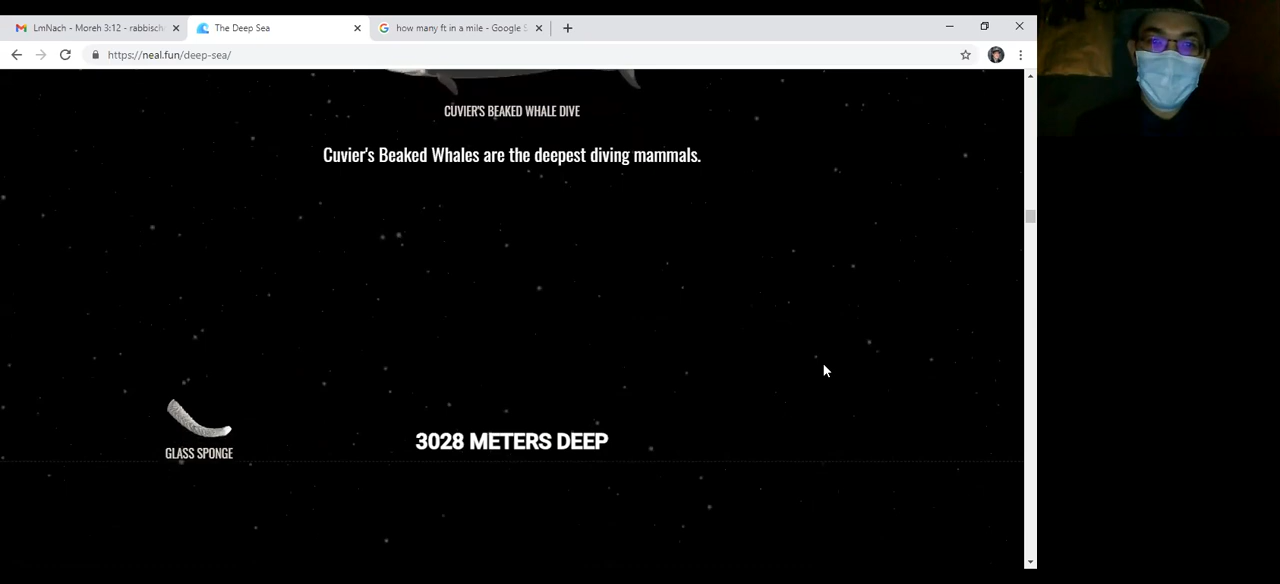 LmNach - Moreh 3:12 - rabbisch
The Deep Sea
how many ft in a mile - Google S
https://neal.fun/deep-sea/
CUVIER'S BEAKED WHALE DIVE
Cuvier's Beaked Whales are the deepest diving mammals.
3028 METERS DEEP
GLASS SPONGE